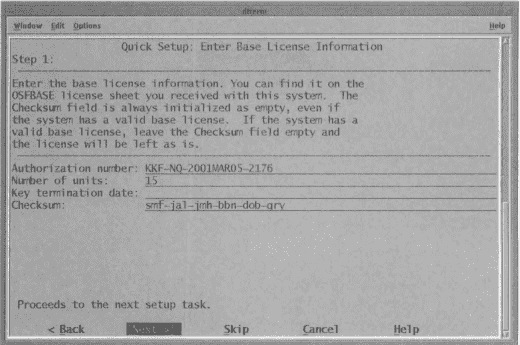 dtterm
Window Edit Options Help
Quick Setup: Enter Base License Information
Step 1:
Enter the base license information. You can find it on the
OSFBASE license sheet you received with this system. The
Checksum field is always initialized as empty, even if
the system has a valid base license. If the system has a
valid base license, leave the Checksum field empty and
the license will be left as is.
Authorization number: KKF-NQ-2001MAR05-2176
Number of units: 15
Key termination date:
Checksum: smf-jal-jmh-bbn-dob-grv
Proceeds to the next setup task.
< Back Next > Skip Cancel Help